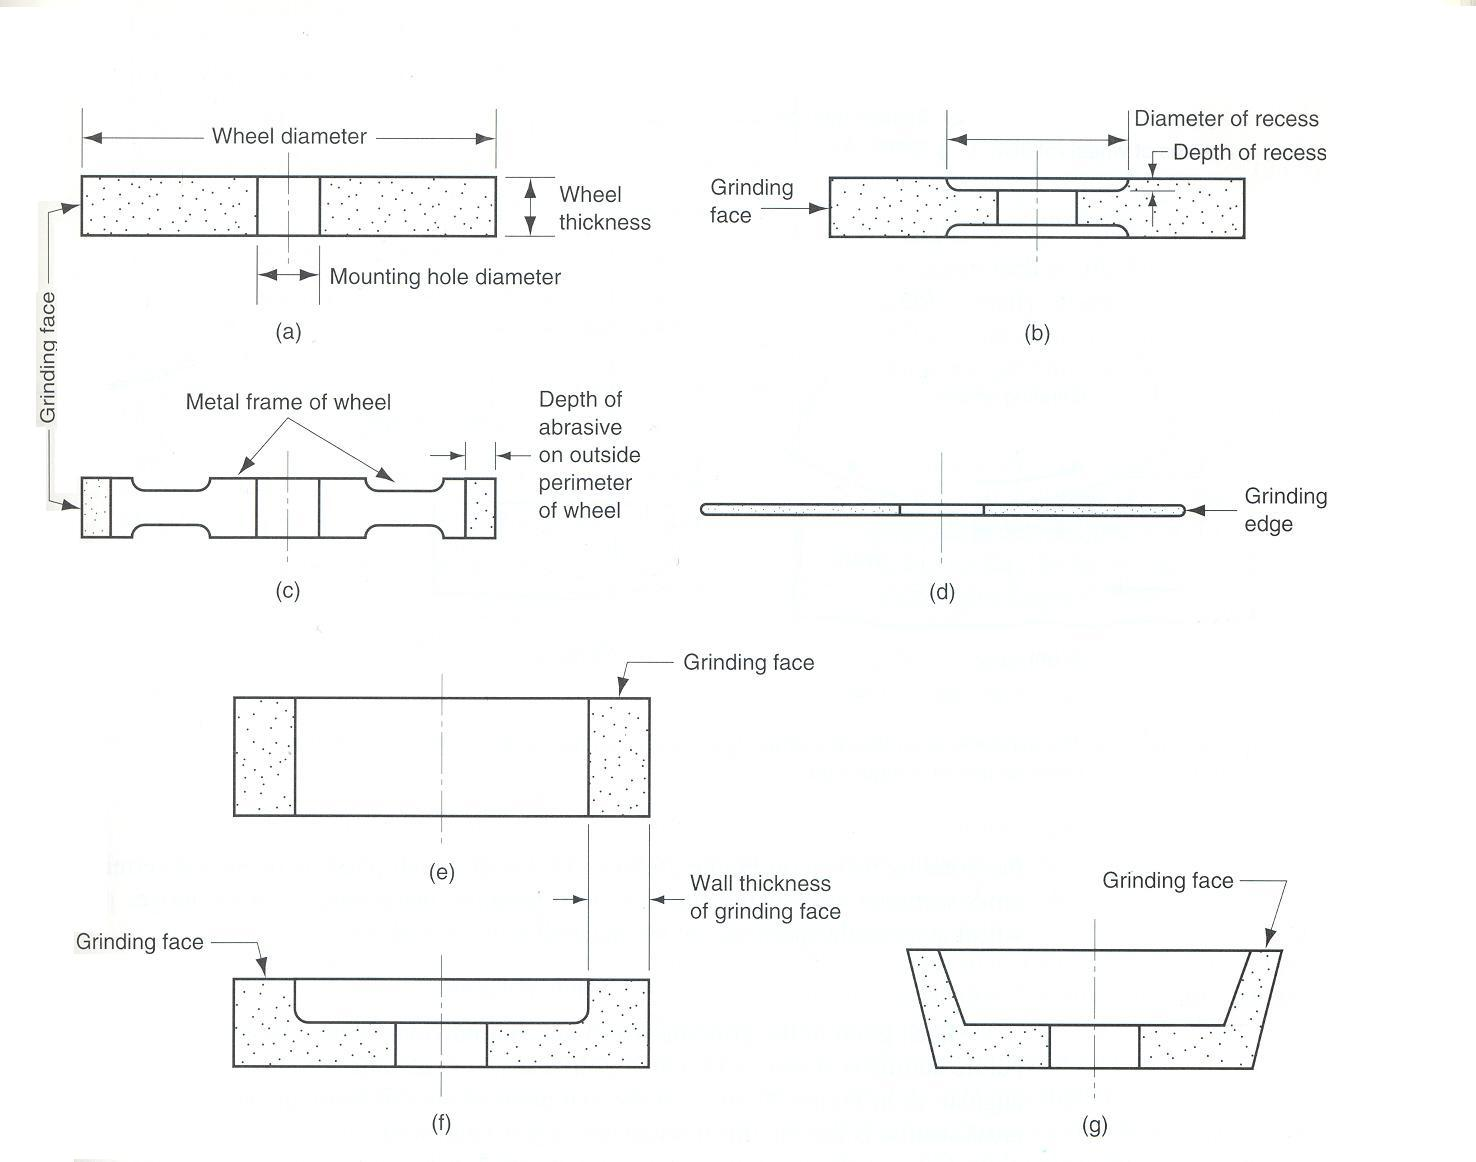 Wheel diameter
Wheel
thickness
Mounting hole diameter
(a)
Diameter of recess
Depth of recess
Grinding
face
(b)
Grinding face
Metal frame of wheel
Depth of
abrasive
on outside
perimeter
of wheel
(c)
Grinding
edge
(d)
Grinding face
(e)
Wall thickness
of grinding face
Grinding face
(f)
Grinding face
(g)